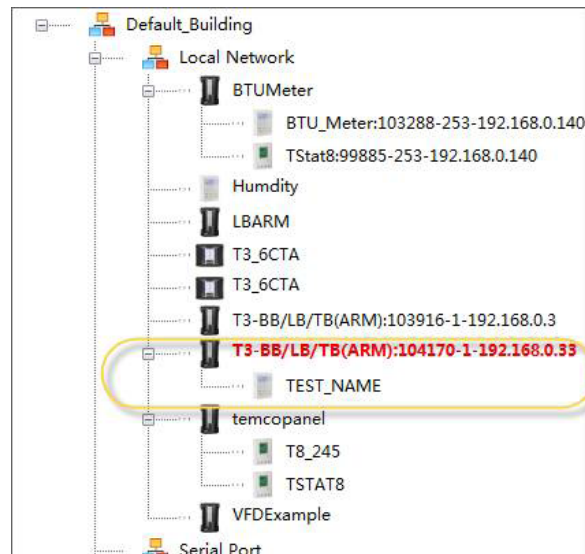 Default_Building
Local Network
BTUMeter
BTU_Meter:103288-253-192.168.0.140
TStat8:99885-253-192.168.0.140
Humdity
LBARM
T3_6CTA
T3_6CTA
T3-BB/LB/TB(ARM):103916-1-192.168.0.3
T3-BB/LB/TB(ARM):104170-1-192.168.0.33
TEST_NAME
temcopanel
T8_245
TSTAT8
VFDExample
Serial Port